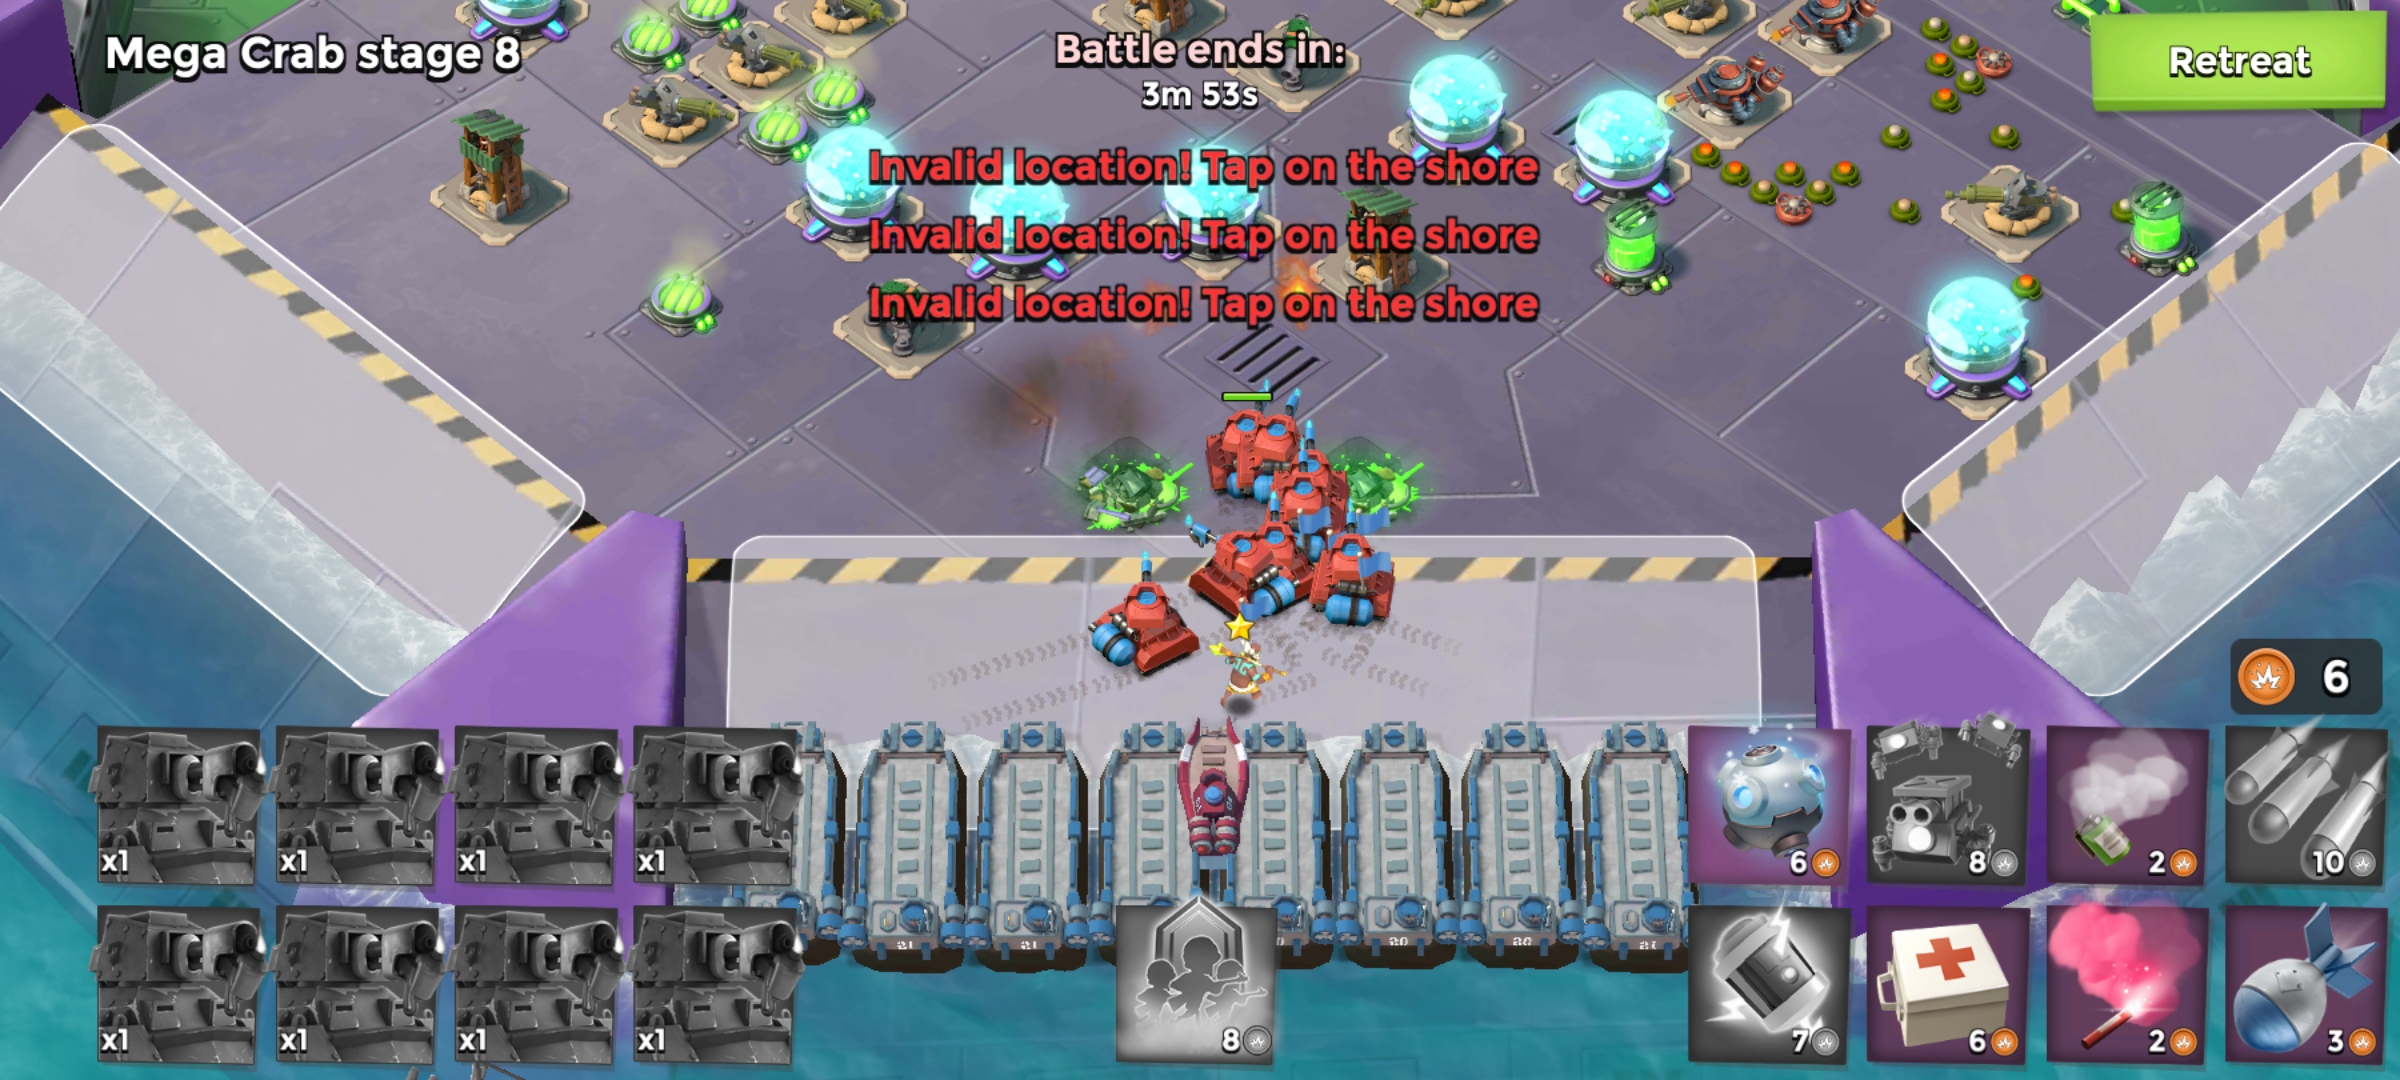 Mega Crab stage 8
Battle ends in:
3m 53s
Retreat
Invalid location! Tap on the shore
Invalid location! Tap on the shore
Invalid location! Tap on the shore
6
x1 x1 x1 x1
6 8 2 10
x1 x1 x1 x1
8
7 6 2 3